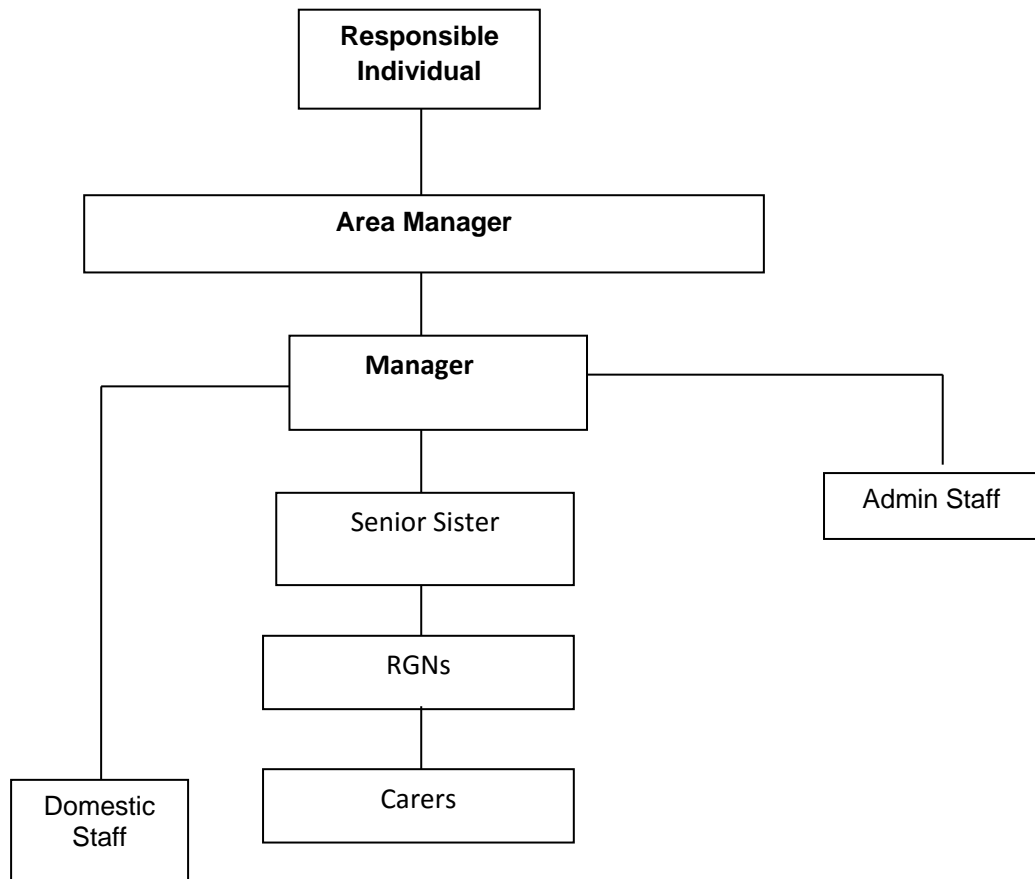 Responsible
Individual
Area Manager
Manager
Senior Sister
Admin Staff
RGNs
Carers
Domestic
Staff